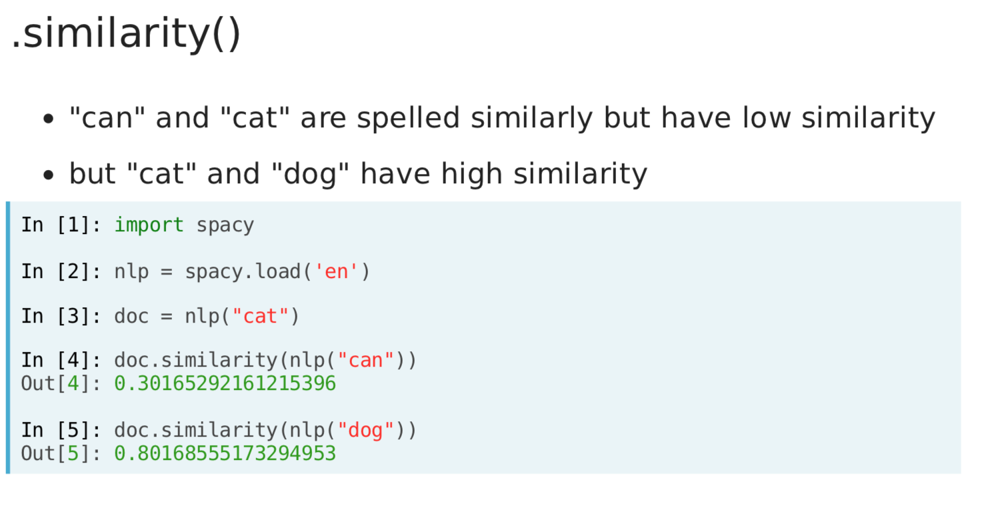 .similarity()
• "can" and "cat" are spelled similarly but have low similarity
• but "cat" and "dog" have high similarity
In [1]: import spacy
In [2]: nlp = spacy.load('en')
In [3]: doc = nlp("cat")
In [4]: doc.similarity(nlp("can"))
Out[4]: 0.30165292161215396
In [5]: doc.similarity(nlp("dog"))
Out[5]: 0.80168555173294953